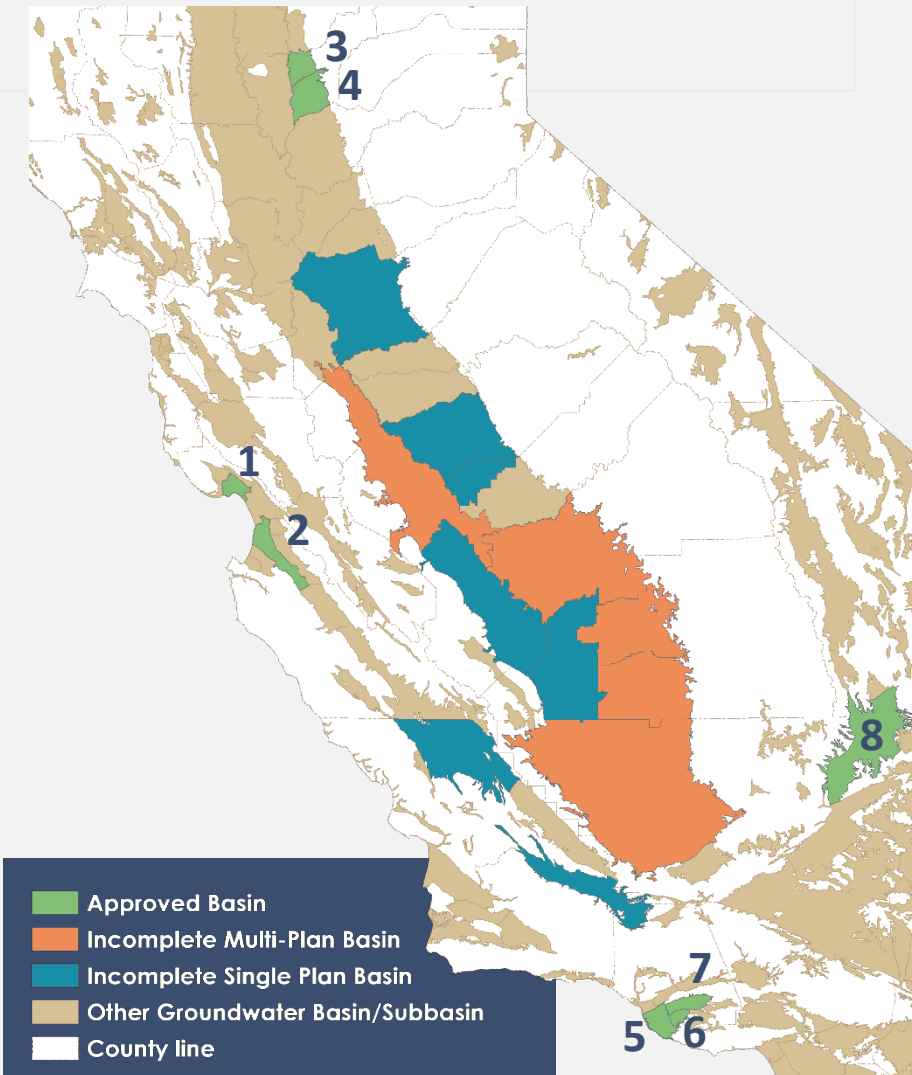 3
4
1
2
8
7
5
6
Approved Basin
Incomplete Multi-Plan Basin
Incomplete Single Plan Basin
Other Groundwater Basin/Subbasin
County line